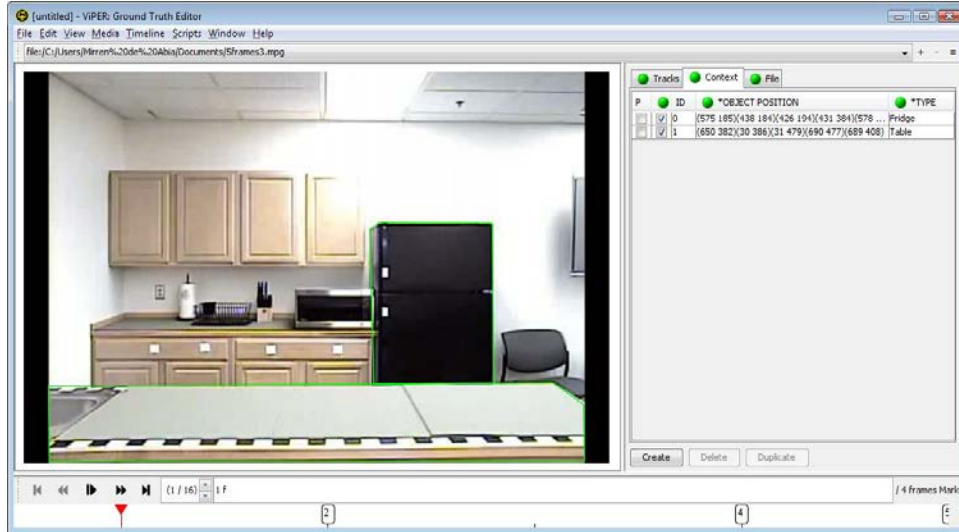 [untitled] - ViPER: Ground Truth Editor
File Edit View Media Timeline Scripts Window Help
file:/C:/Users/Mirren%20de%20Abia/Documents/5frames3.mpg
Tracks Context File
P ID *OBJECT POSITION *TYPE
0 (575 185)(438 184)(426 194)(431 384)(578 ... Fridge
1 (650 382)(30 386)(31 479)(690 477)(689 408) Table
Create Delete Duplicate
(1 / 16) 1 f / 4 frames Mark
2 4 5